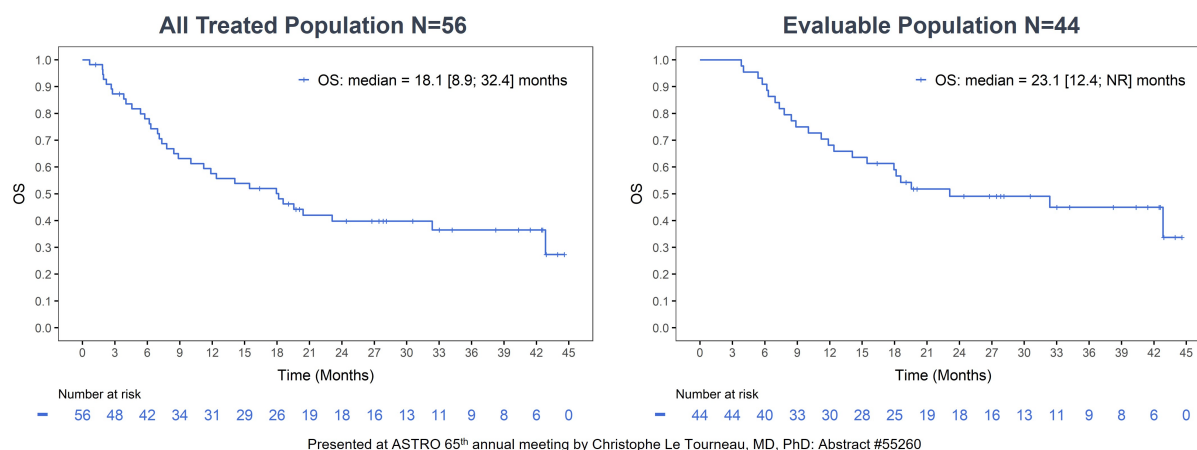 All Treated Population N=56
OS: median = 18.1 [8.9; 32.4] months
1.0
0.9
0.8
0.7
0.6
0.5
0.4
0.3
0.2
0.1
0.0
OS
0 3 6 9 12 15 18 21 24 27 30 33 36 39 42 45
Time (Months)
Number at risk
56 48 42 34 31 29 26 19 18 16 13 11 9 8 6 0
Evaluable Population N=44
OS: median = 23.1 [12.4; NR] months
1.0
0.9
0.8
0.7
0.6
0.5
0.4
0.3
0.2
0.1
0.0
OS
0 3 6 9 12 15 18 21 24 27 30 33 36 39 42 45
Time (Months)
Number at risk
44 44 40 33 30 28 25 19 18 16 13 11 9 8 6 0
Presented at ASTRO 65th annual meeting by Christophe Le Tourneau, MD, PhD: Abstract #55260